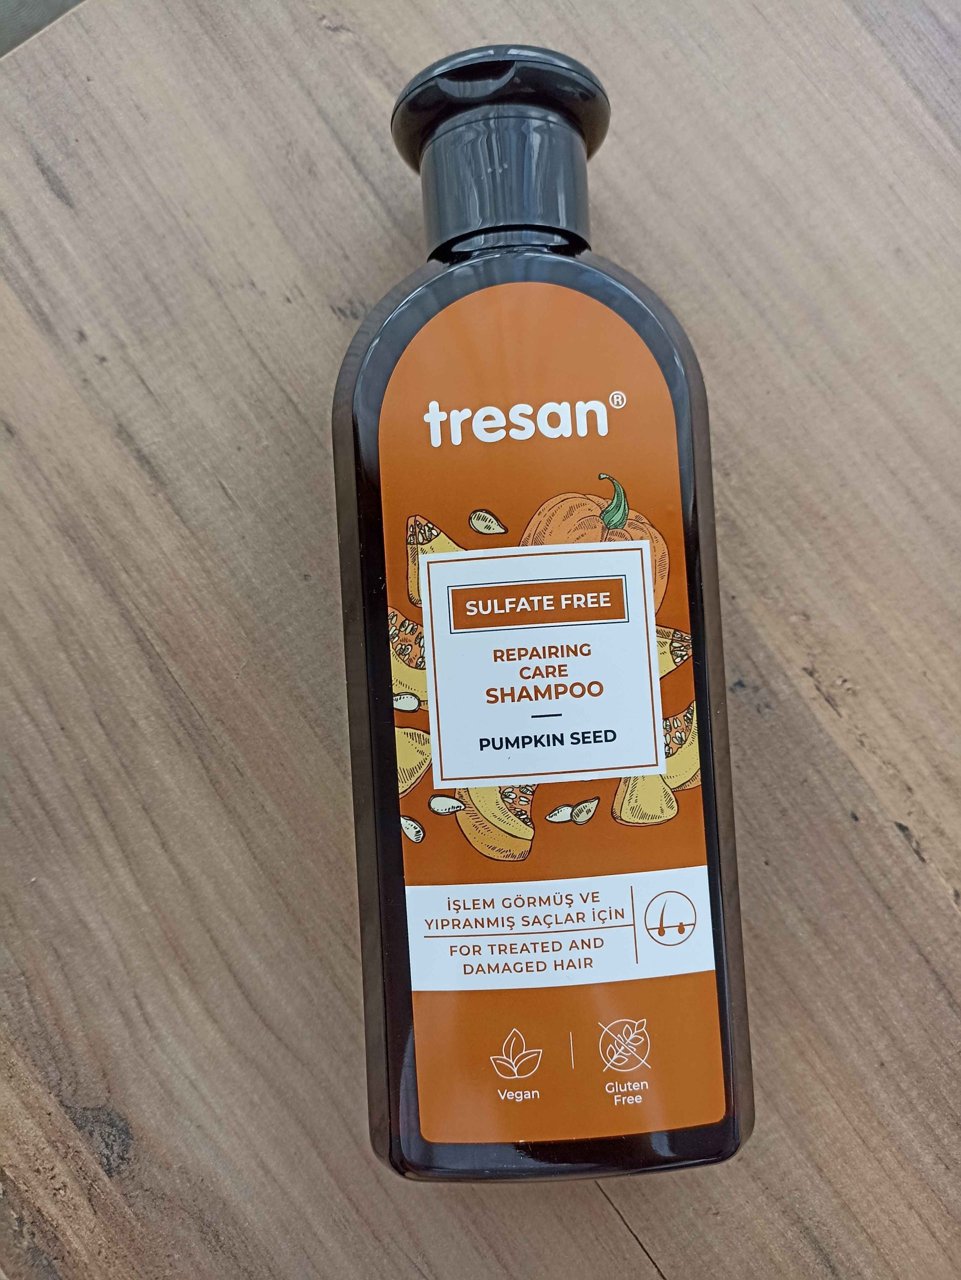 tresan®
SULFATE FREE
REPAIRING
CARE
SHAMPOO
PUMPKIN SEED
İŞLEM GÖRMÜŞ VE
YIPRANMIŞ SAÇLAR İÇİN
FOR TREATED AND
DAMAGED HAIR
Vegan
Gluten
Free